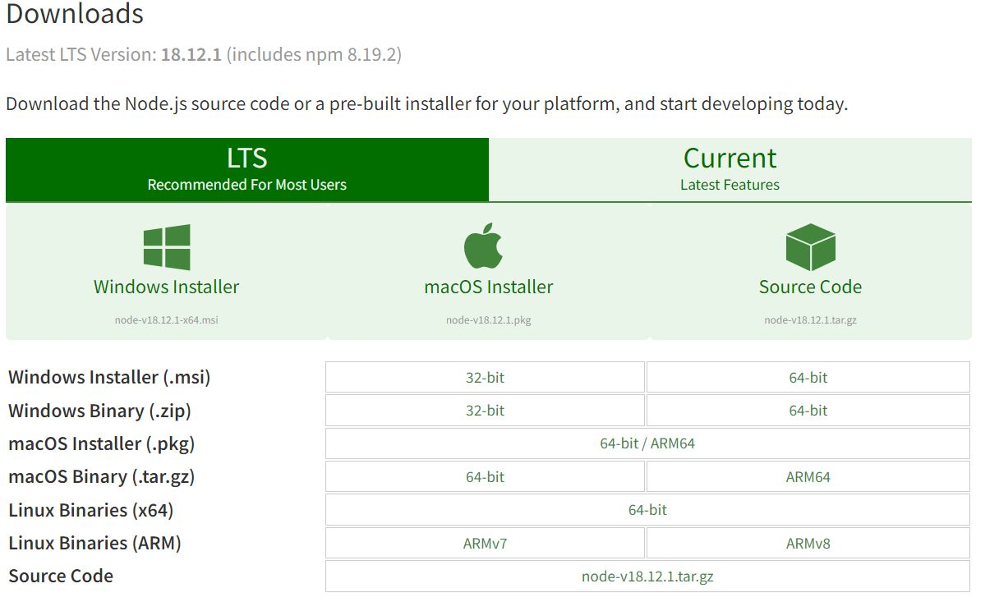 Downloads
Latest LTS Version: 18.12.1 (includes npm 8.19.2)
Download the Node.js source code or a pre-built installer for your platform, and start developing today.
LTS
Recommended For Most Users
Current
Latest Features
Windows Installer
node-v18.12.1-x64.msi
macOS Installer
node-v18.12.1.pkg
Source Code
node-v18.12.1.tar.gz
Windows Installer (.msi) 32-bit 64-bit
Windows Binary (.zip) 32-bit 64-bit
macOS Installer (.pkg) 64-bit / ARM64
macOS Binary (.tar.gz) 64-bit ARM64
Linux Binaries (x64) 64-bit
Linux Binaries (ARM) ARMv7 ARMv8
Source Code node-v18.12.1.tar.gz